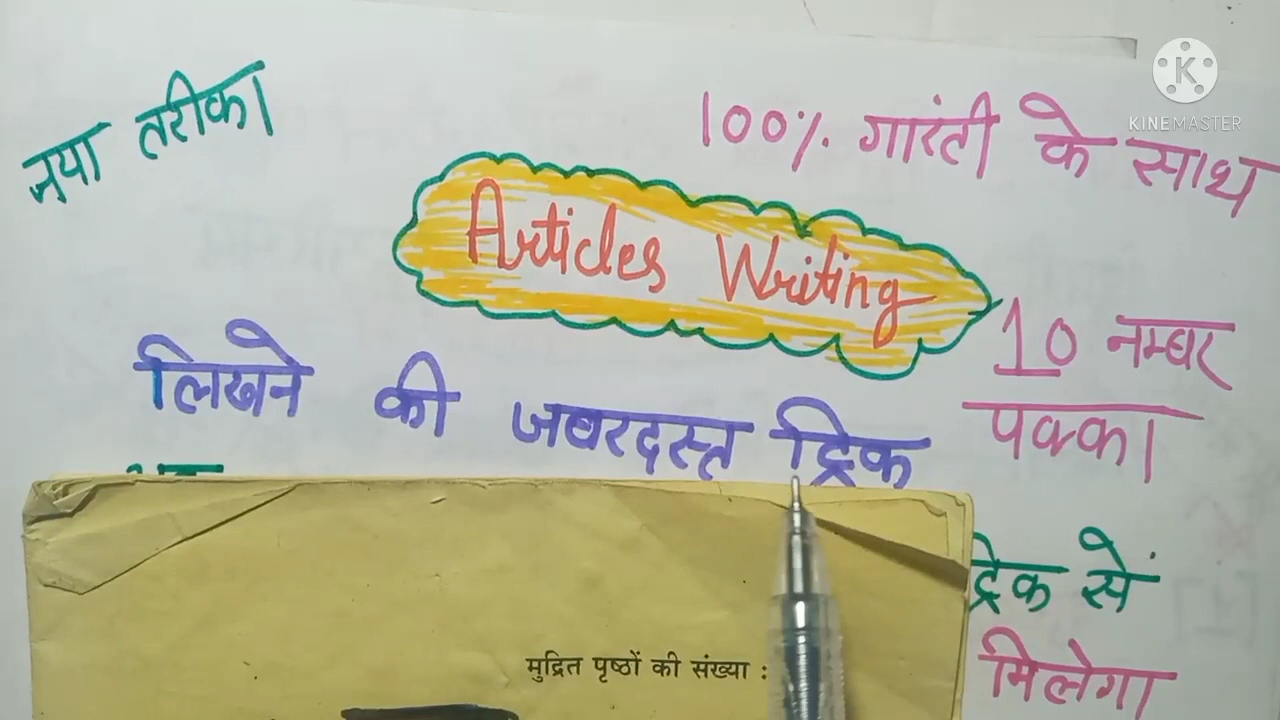 नया तरीका
100% गारंटी के साथ
Articles Writing
10 नम्बर
पक्का
लिखने की जबरदस्त ट्रिक
ट्रिक सें
मिलेगा
मुद्रित पृष्ठों की संख्या :
KINEMASTER